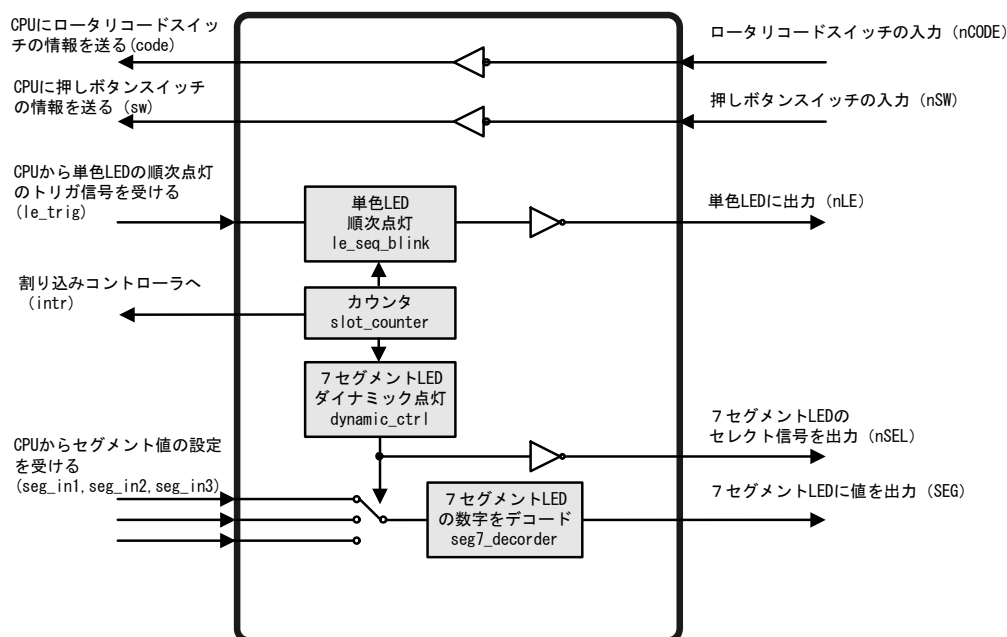 CPUにロータリコードスイッ
チの情報を送る(code)
ロータリコードスイッチの入力（nCODE）
CPUに押しボタンスイッチ
の情報を送る（sw）
押しボタンスイッチの入力（nSW）
CPUから単色LEDの順次点灯
のトリガ信号を受ける
(le_trig)
単色LED
順次点灯
le_seq_blink
単色LEDに出力（nLE）
割り込みコントローラへ
（intr）
カウンタ
slot_counter
７セグメントLED
ダイナミック点灯
dynamic_ctrl
CPUからセグメント値の設定
を受ける
(seg_in1,seg_in2,seg_in3)
７セグメントLEDの
セレクト信号を出力（nSEL）
７セグメントLED
の数字をデコード
seg7_decorder
７セグメントLEDに値を出力（SEG）